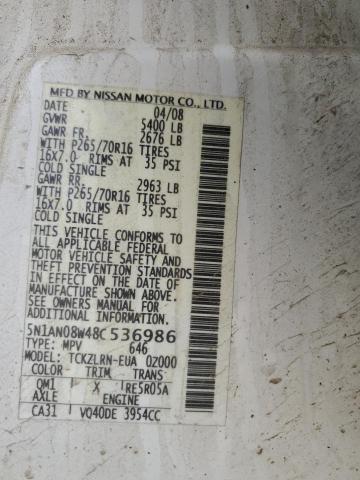 MFD BY NISSAN MOTOR CO., LTD.
DATE 04/08
GVWR 5400 LB
GAWR FR. 2676 LB
WITH P265/70R16 TIRES
16X7.0 RIMS AT 35 PSI
COLD SINGLE
GAWR RR. 2963 LB
WITH P265/70R16 TIRES
16X7.0 RIMS AT 35 PSI
COLD SINGLE
THIS VEHICLE CONFORMS TO
ALL APPLICABLE FEDERAL
MOTOR VEHICLE SAFETY AND
THEFT PREVENTION STANDARDS
IN EFFECT ON THE DATE OF
MANUFACTURE SHOWN ABOVE.
SEE OWNERS MANUAL FOR
ADDITIONAL INFORMATION.
5N1AN08W48C536986
TYPE: MPV 646
MODEL: TCKZLRN-EUA 0Z000
COLOR TRIM TRANS
QM1 X RE5R05A
AXLE ENGINE
CA31 VQ40DE 3954CC